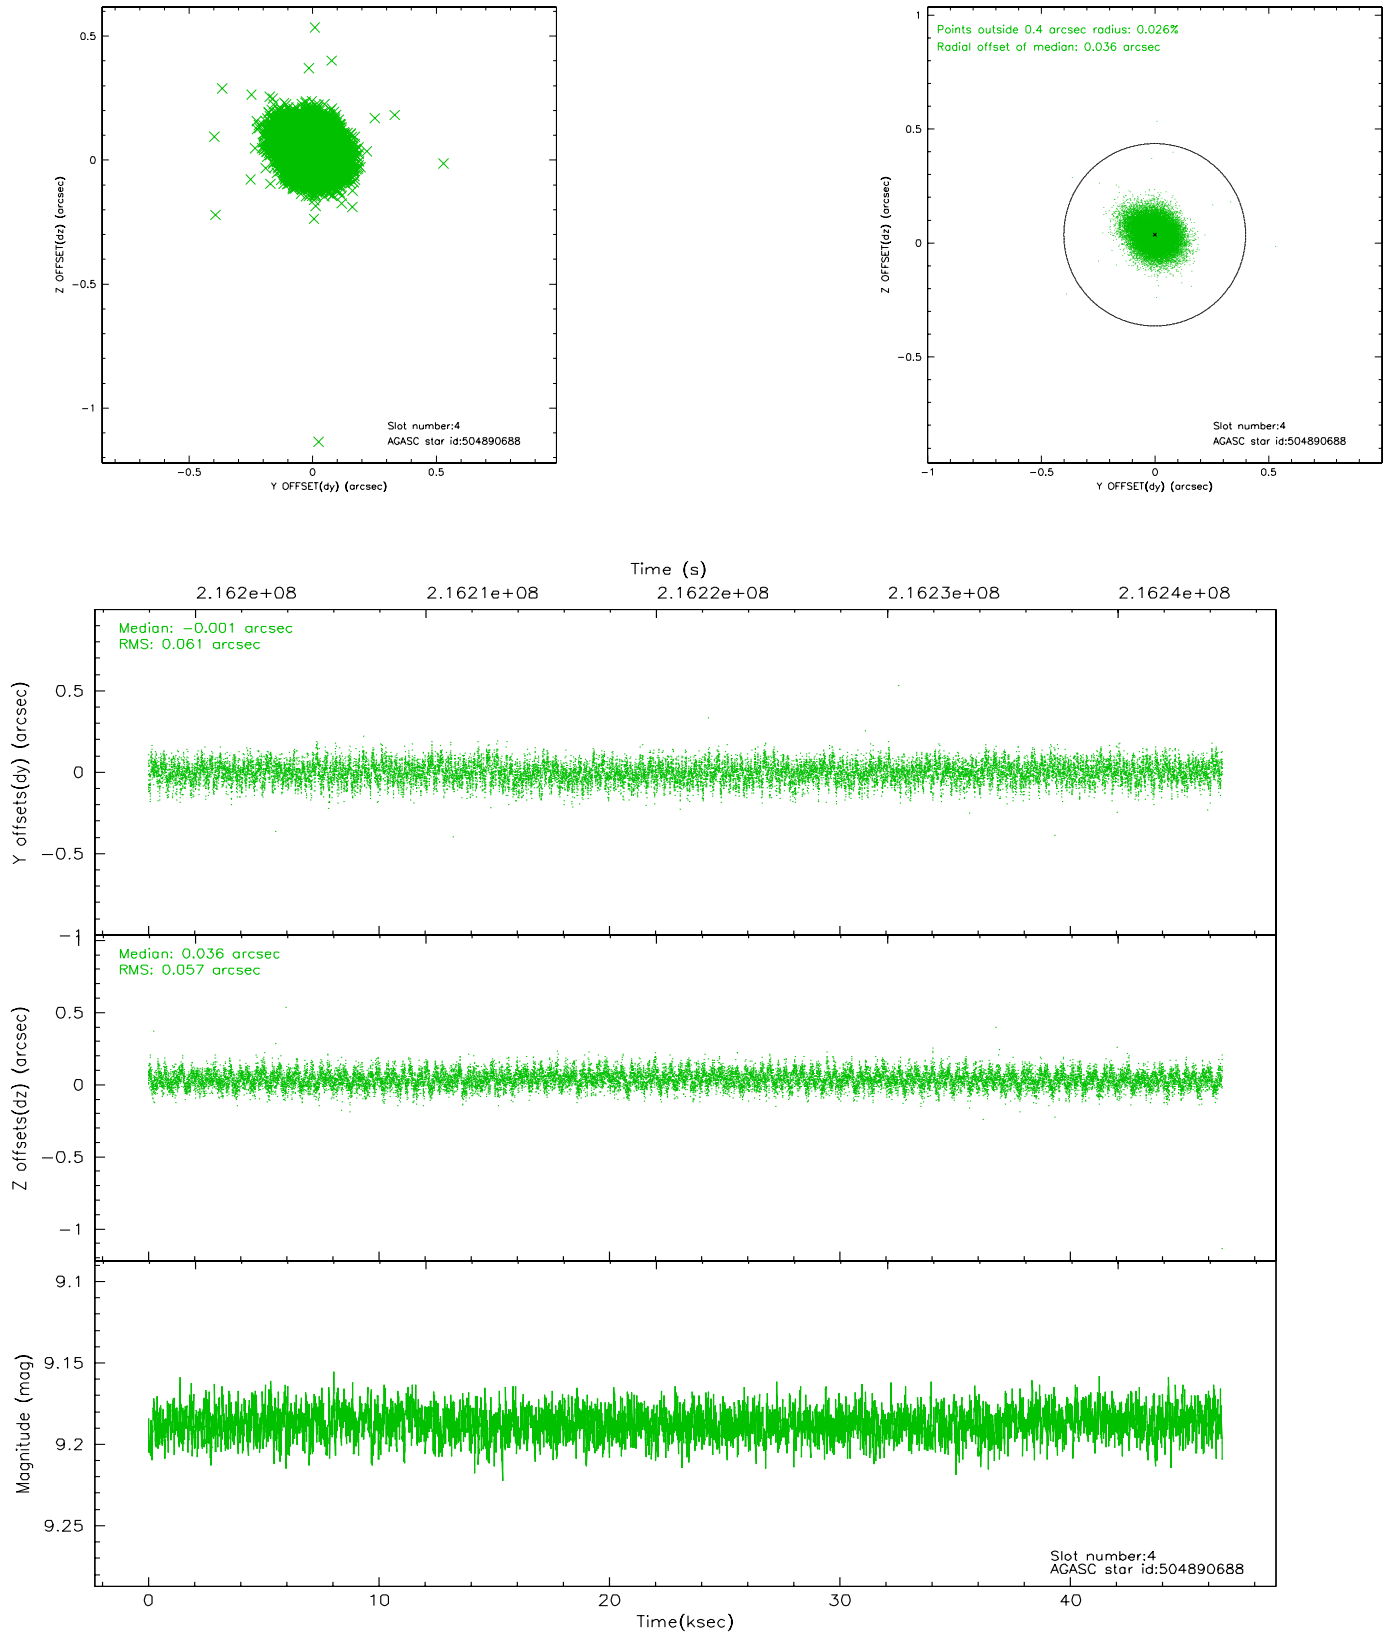 0.5
0
−0.5
−1
Z OFFSET(dz) (arcsec)
−0.5
0
0.5
Y OFFSET(dy) (arcsec)
Slot number:4
AGASC star id:504890688
Points outside 0.4 arcsec radius: 0.026%
Radial offset of median: 0.036 arcsec
1
0.5
0
−0.5
Z OFFSET(dz) (arcsec)
−1
−0.5
0
0.5
Y OFFSET(dy) (arcsec)
Slot number:4
AGASC star id:504890688
Time (s)
2.162e+08
2.1621e+08
2.1622e+08
2.1623e+08
2.1624e+08
Median: −0.001 arcsec
RMS: 0.061 arcsec
0.5
0
−0.5
−1
Y offsets(dy) (arcsec)
Median: 0.036 arcsec
RMS: 0.057 arcsec
1
0.5
0
−0.5
−1
Z offsets(dz) (arcsec)
9.1
9.15
9.2
9.25
Magnitude (mag)
Slot number:4
AGASC star id:504890688
0
10
20
30
40
Time(ksec)